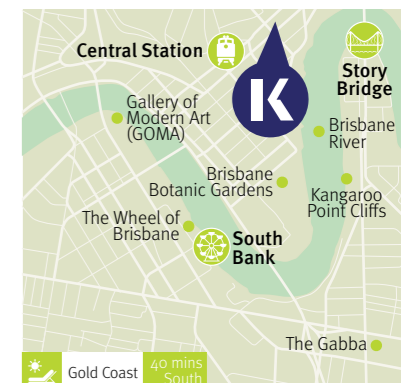 Central Station
Story
Bridge
K
Gallery of
Modern Art
(GOMA)
Brisbane
River
Brisbane
Botanic Gardens
Kangaroo
Point Cliffs
The Wheel of
Brisbane
South
Bank
The Gabba
Gold Coast
40 mins
South